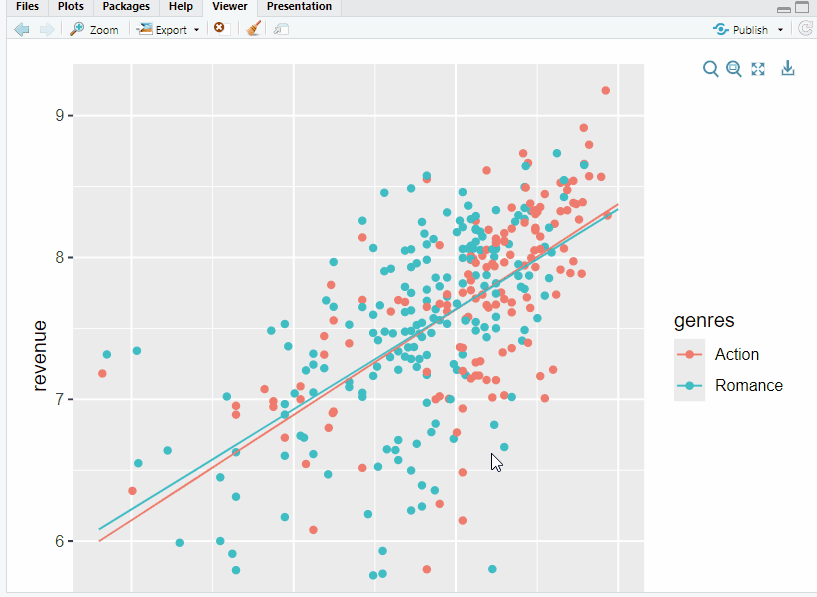 Files Plots Packages Help Viewer Presentation
Zoom Export Publish
9
8
7
6
revenue
genres
Action
Romance